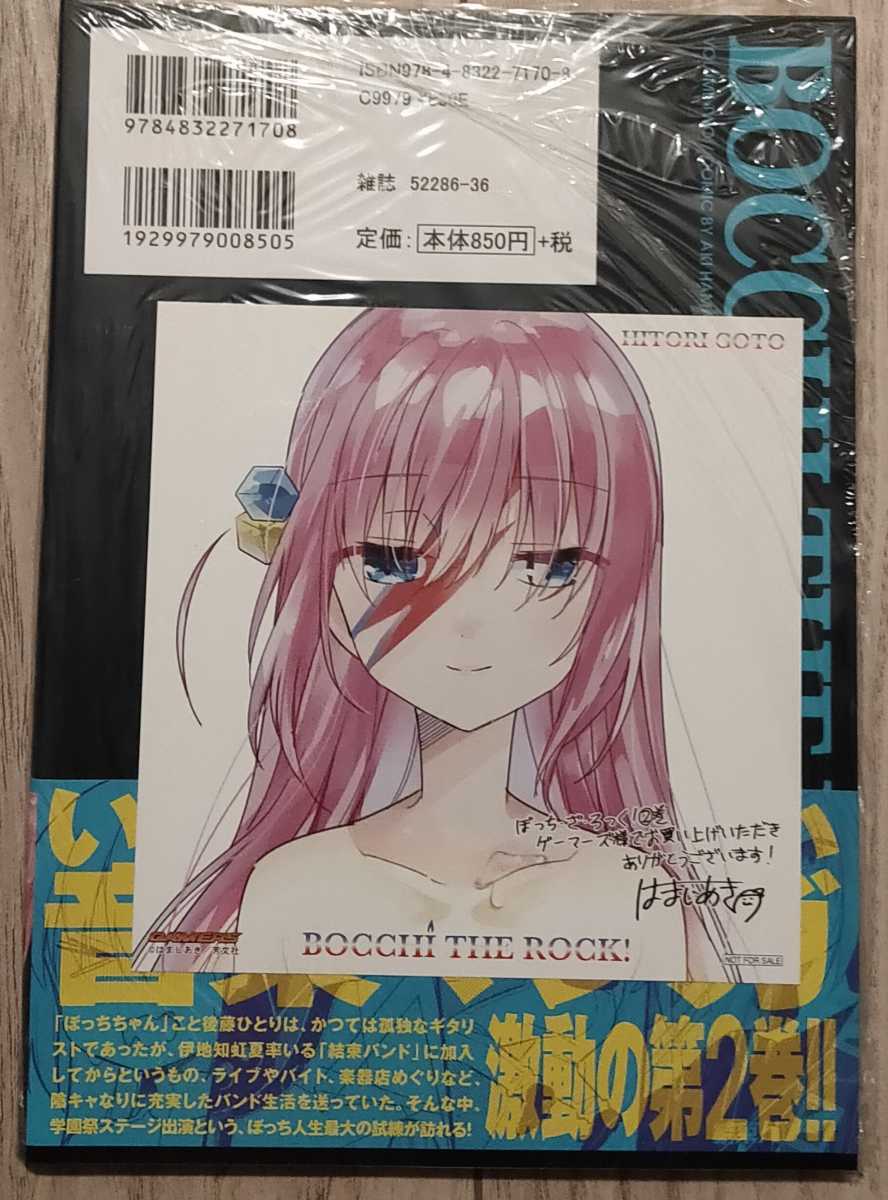 ISBN978-4-8322-7170-8
9784832271708
雑誌 52286-36
1929979008505
定価:本体850円+税
HITORI GOTO
ぼっち・ざ・ろっく!②巻
ゲーマーズ様でお買い上げいただき
ありがとうございます!
はまじあき
GAMERS
©はまじあき/芳文社
BOCCHI THE ROCK!
NOT FOR SALE
「ぼっちちゃん」こと後藤ひとりは、かつては孤独なギタリ
ストであったが、伊地知虹夏率いる「結束バンド」に加入
してからというもの、ライブやバイト、楽器店めぐりなど、
陰キャなりに充実したバンド生活を送っていた。そんな中、
学園祭ステージ出演という、ぼっち人生最大の試練が訪れる!
激動の第2巻!!